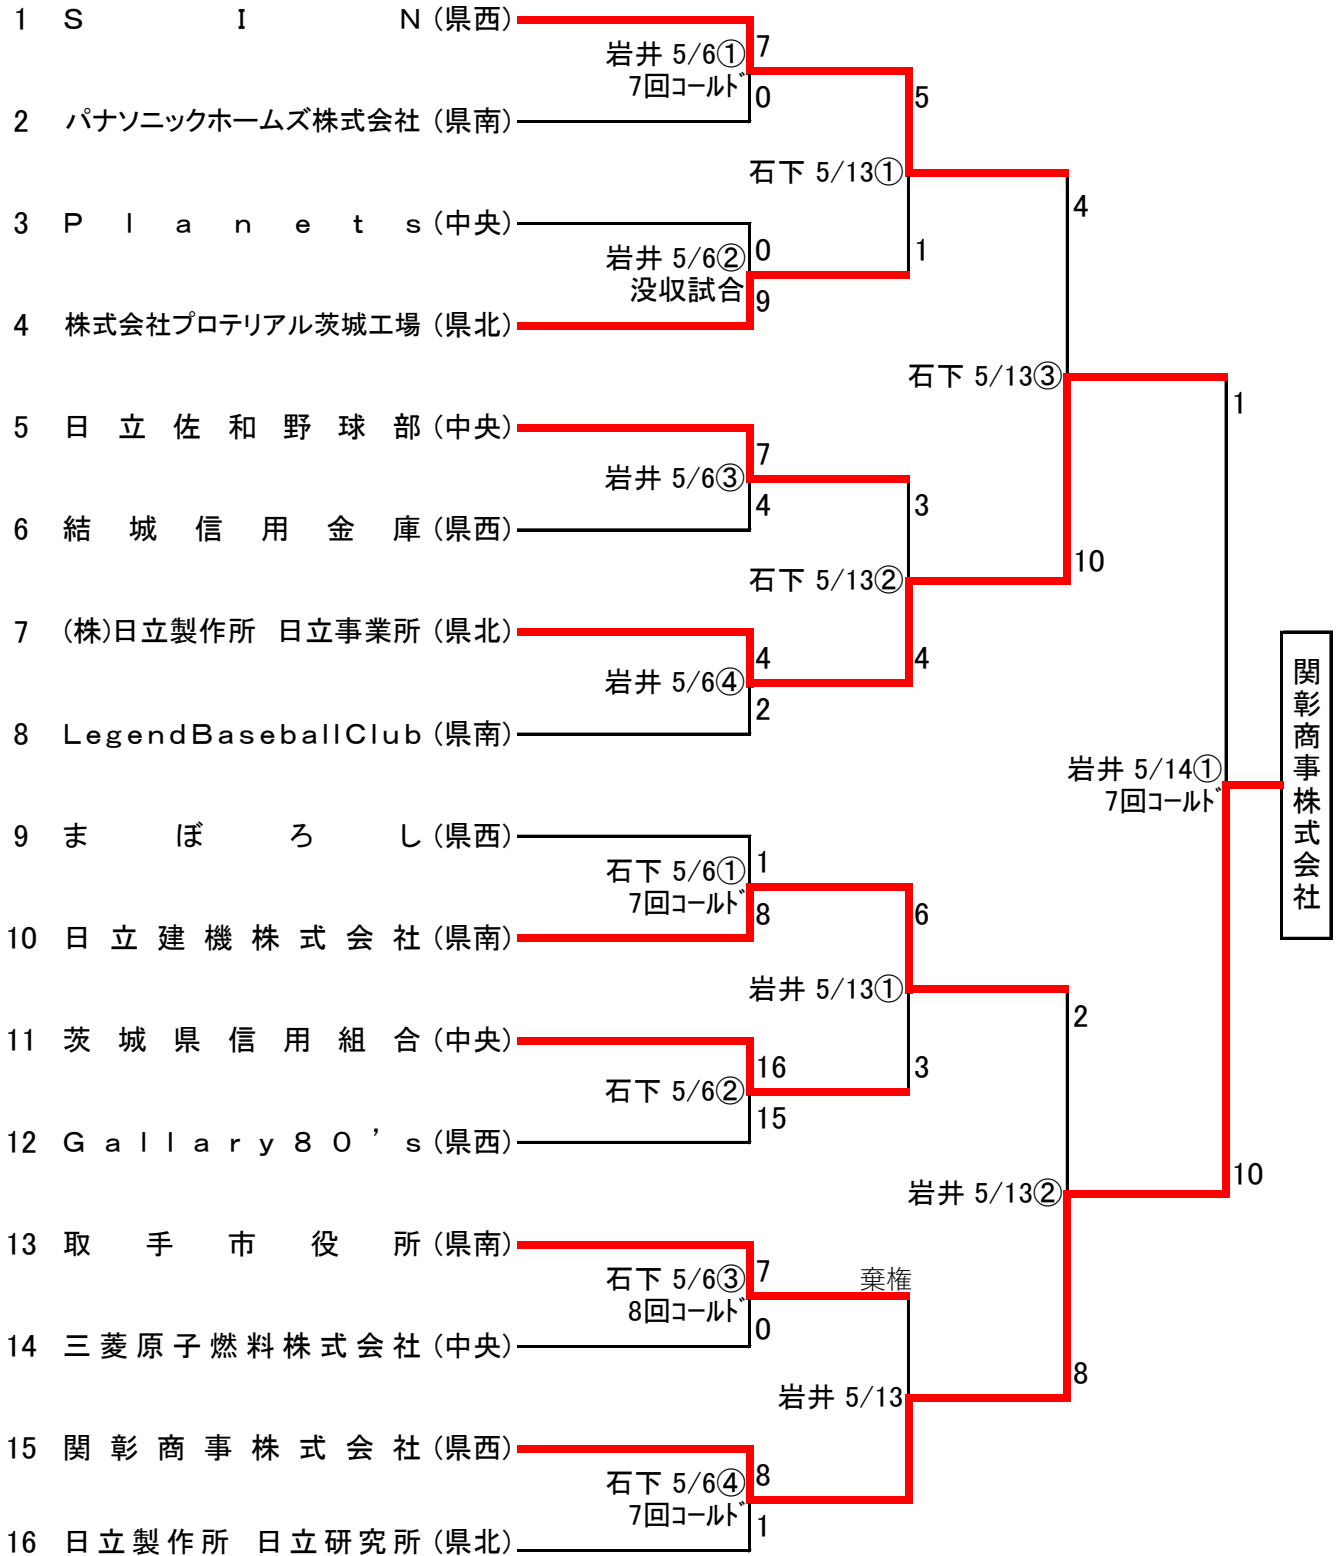 1 S I N (県西)
岩井 5/6① 7
7回コールド 0
5
2 パナソニックホームズ株式会社 (県南)
石下 5/13①
4
3 Planets (中央)
岩井 5/6② 0
1
没収試合 9
4 株式会社プロテリアル茨城工場 (県北)
石下 5/13③
1
5 日立佐和野球部 (中央)
7
岩井 5/6③
4
3
6 結城信用金庫 (県西)
石下 5/13②
10
7 (株)日立製作所 日立事業所 (県北)
4
4
岩井 5/6④
2
8 LegendBaseballClub (県南)
関彰商事株式会社
岩井 5/14①
7回コールド
9 まぼろし (県西)
石下 5/6① 1
7回コールド 8
6
10 日立建機株式会社 (県南)
岩井 5/13①
2
11 茨城県信用組合 (中央)
16
3
石下 5/6②
15
12 Gallary80’s (県西)
10
岩井 5/13②
13 取手市役所 (県南)
石下 5/6③ 7
棄権
8回コールド 0
14 三菱原子燃料株式会社 (中央)
8
岩井 5/13
15 関彰商事株式会社 (県西)
石下 5/6④ 8
7回コールド 1
16 日立製作所 日立研究所 (県北)